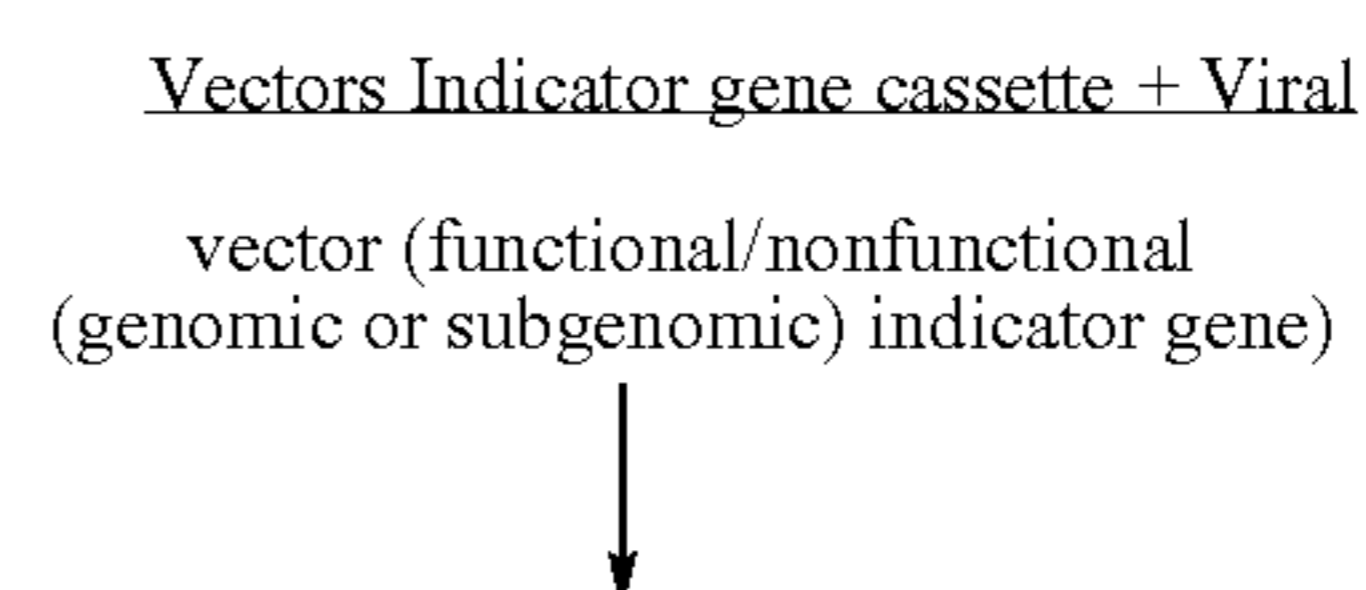 Vectors Indicator gene cassette + Viral
vector (functional/nonfunctional
(genomic or subgenomic) indicator gene)